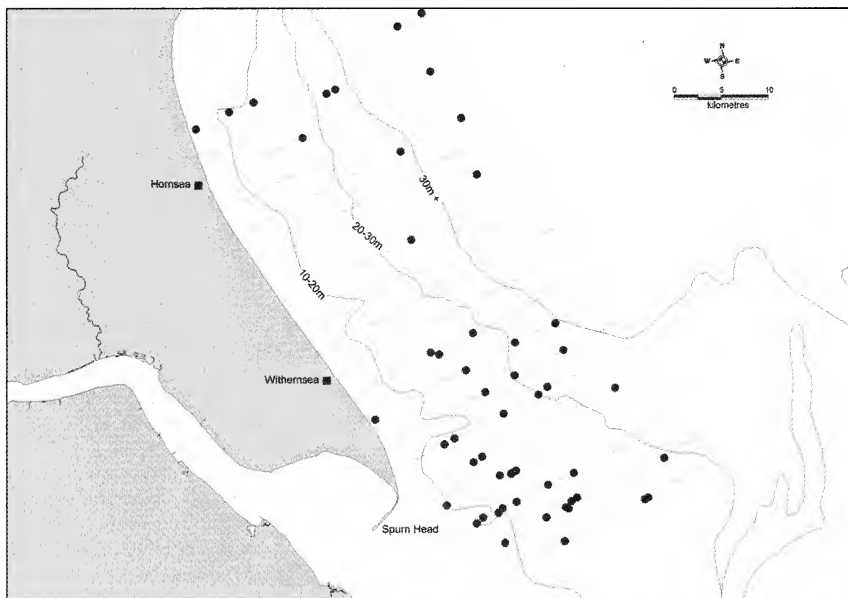 N
W E
S
0 5 10
kilometres
Hornsea
30m +
20-30m
10-20m
Withernsea
Spurn Head